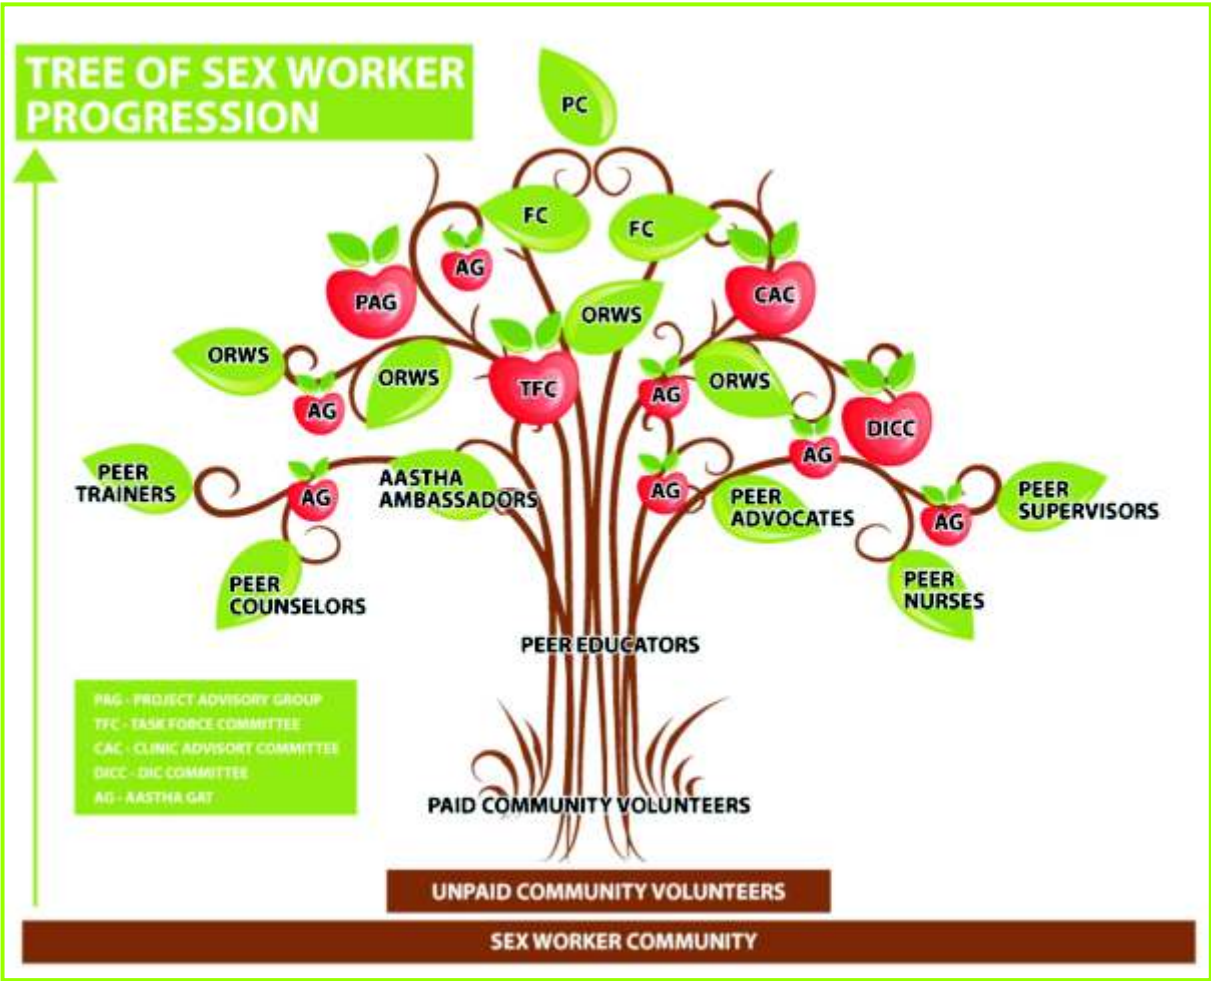 TREE OF SEX WORKER
PROGRESSION
PC
FC
FC
AG
PAG
CAC
ORWS
ORWS
ORWS
TFC
AG
ORWS
AG
DICC
AG
PEER
TRAINERS
AG
AASTHA
AMBASSADORS
AG
PEER
ADVOCATES
AG
PEER
SUPERVISORS
PEER
COUNSELORS
PEER
NURSES
PEER EDUCATORS
PAG - PROJECT ADVISORY GROUP
TFC - TASK FORCE COMMITTEE
CAC - CLINIC ADVISORT COMMITTEE
DICC - DIC COMMITTEE
AG - AASTHA GAT
PAID COMMUNITY VOLUNTEERS
UNPAID COMMUNITY VOLUNTEERS
SEX WORKER COMMUNITY